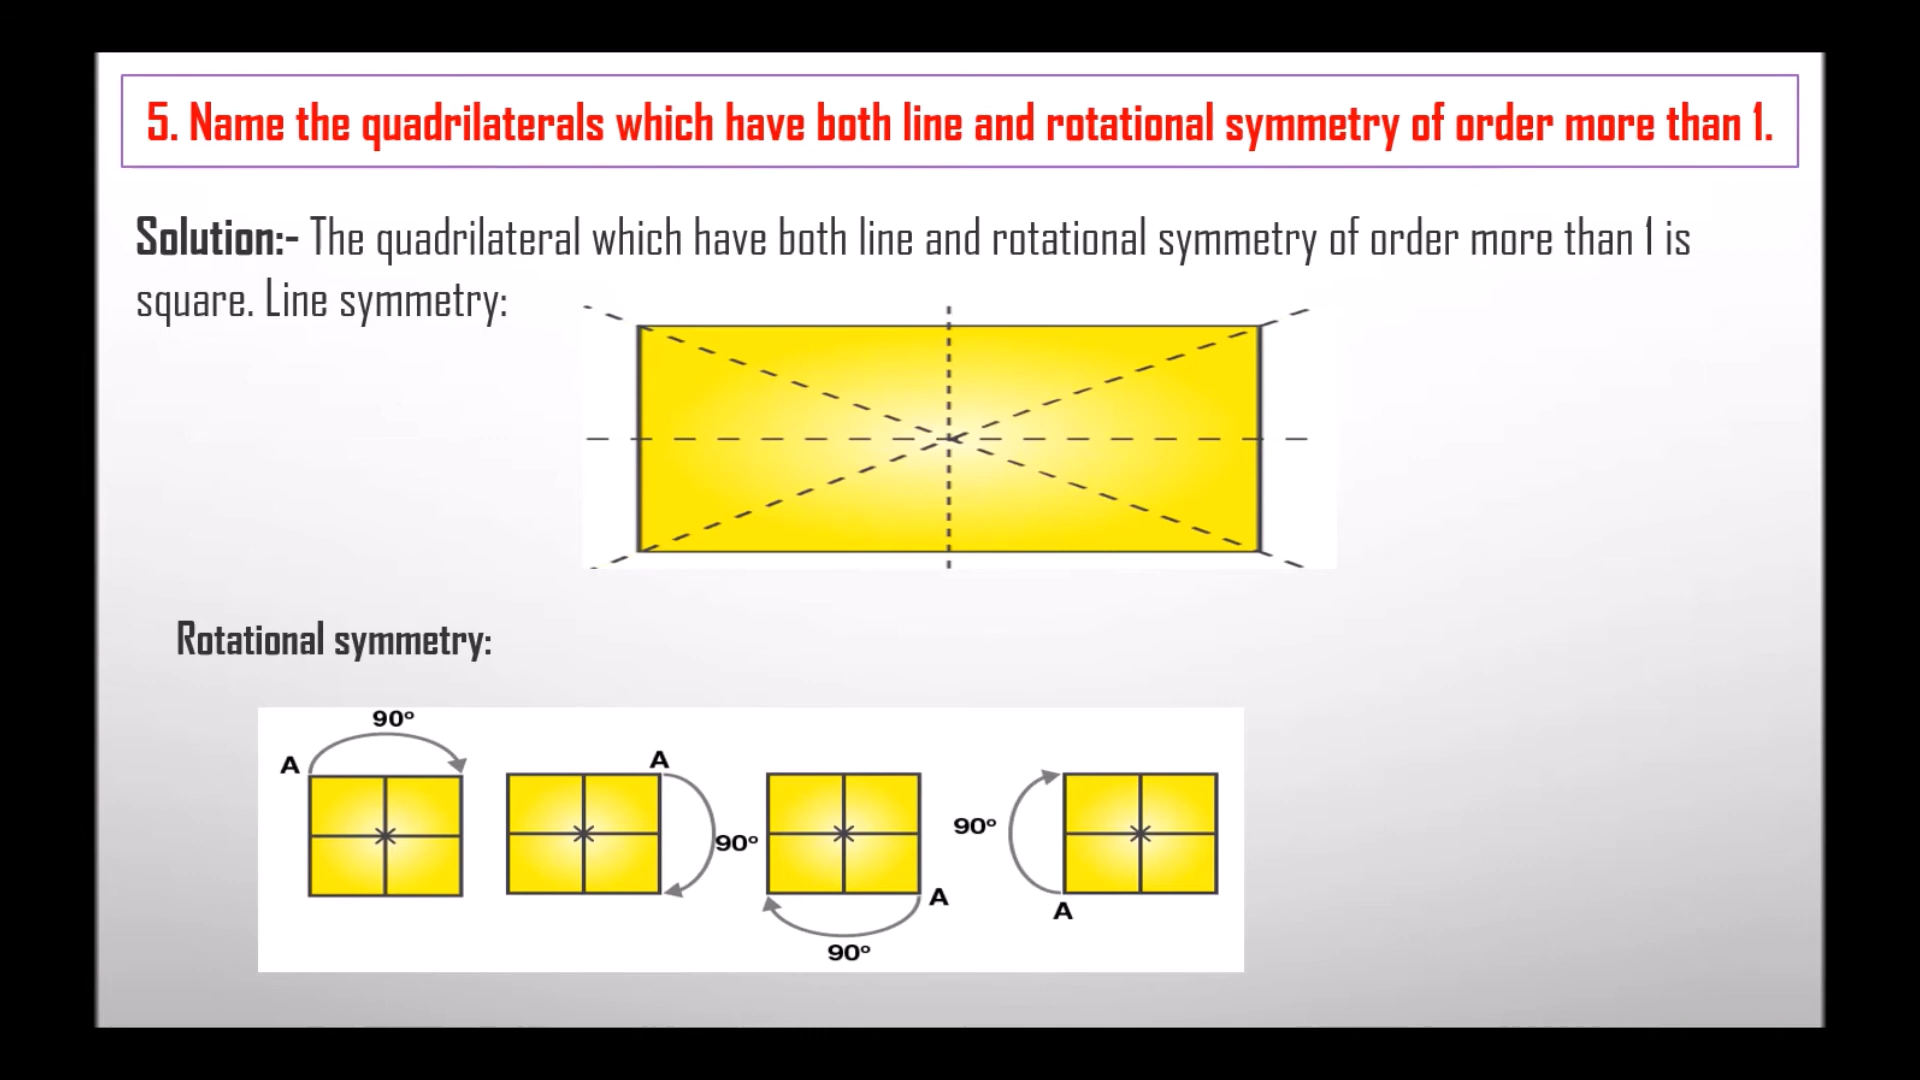 5. Name the quadrilaterals which have both line and rotational symmetry of order more than 1.
Solution:- The quadrilateral which have both line and rotational symmetry of order more than 1 is
square. Line symmetry:
Rotational symmetry:
90°
A
A
90°
A
90°
90°
A